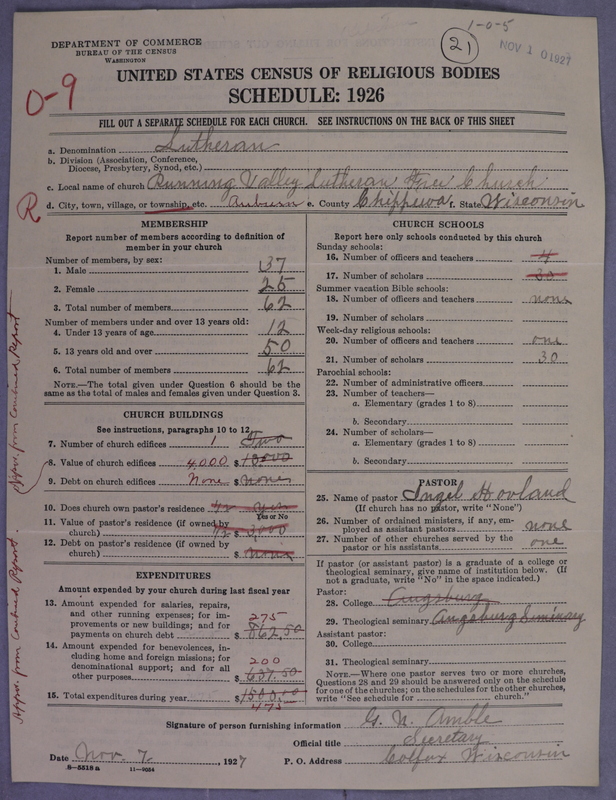 1-0-5
DEPARTMENT OF COMMERCE
BUREAU OF THE CENSUS
WASHINGTON
21
NOV 10 1927
UNITED STATES CENSUS OF RELIGIOUS BODIES
SCHEDULE: 1926
0-9
FILL OUT A SEPARATE SCHEDULE FOR EACH CHURCH. SEE INSTRUCTIONS ON THE BACK OF THIS SHEET
a. Denomination Lutheran
b. Division (Association, Conference,
Diocese, Presbytery, Synod, etc.)
c. Local name of church Running Valley Lutheran Free Church
R
d. City, town, village, or township, etc. Auburn e. County Chippewa f. State Wisconsin
MEMBERSHIP
Report number of members according to definition of
member in your church
Number of members, by sex:
1. Male 37
2. Female 25
3. Total number of members 62
Number of members under and over 13 years old:
4. Under 13 years of age 12
5. 13 years old and over 50
6. Total number of members 62
NOTE.—The total given under Question 6 should be the
same as the total of males and females given under Question 3.
CHURCH BUILDINGS
See instructions, paragraphs 10 to 12
7. Number of church edifices 1 Two
8. Value of church edifices 4,000 $
9. Debt on church edifices None $ None
10. Does church own pastor's residence Yes
Yes or No
11. Value of pastor's residence (if owned by
church) $
12. Debt on pastor's residence (if owned by
church) $ None
Appor. from Combined Report
Appor. from Combined Report.
EXPENDITURES
Amount expended by your church during last fiscal year
13. Amount expended for salaries, repairs,
and other running expenses; for im-
provements or new buildings; and for
payments on church debt $ 275 862.50
14. Amount expended for benevolences, in-
cluding home and foreign missions; for
denominational support; and for all
other purposes $ 200 637.50
15. Total expenditures during year $ 1500.00
475
CHURCH SCHOOLS
Report here only schools conducted by this church
Sunday schools:
16. Number of officers and teachers 4
17. Number of scholars 30
Summer vacation Bible schools:
18. Number of officers and teachers none
19. Number of scholars
Week-day religious schools:
20. Number of officers and teachers one
21. Number of scholars 30
Parochial schools:
22. Number of administrative officers
23. Number of teachers—
a. Elementary (grades 1 to 8)
b. Secondary
24. Number of scholars—
a. Elementary (grades 1 to 8)
b. Secondary
PASTOR
25. Name of pastor Ingel Hovland
(If church has no pastor, write "None")
26. Number of ordained ministers, if any, em-
ployed as assistant pastors none
27. Number of other churches served by the
pastor or his assistants one
If pastor (or assistant pastor) is a graduate of a college or
theological seminary, give name of institution below. (If
not a graduate, write "No" in the space indicated.)
Pastor:
28. College Augsburg
29. Theological seminary Augsburg Seminary
Assistant pastor:
30. College
31. Theological seminary
NOTE.—Where one pastor serves two or more churches,
Questions 28 and 29 should be answered only on the schedule
for one of the churches; on the schedules for the other churches,
write "See schedule for church."
Signature of person furnishing information G. N. Amble
Official title Secretary
Date Nov. 7, 1927 P. O. Address Colfax Wisconsin
8-5518a 11-9054